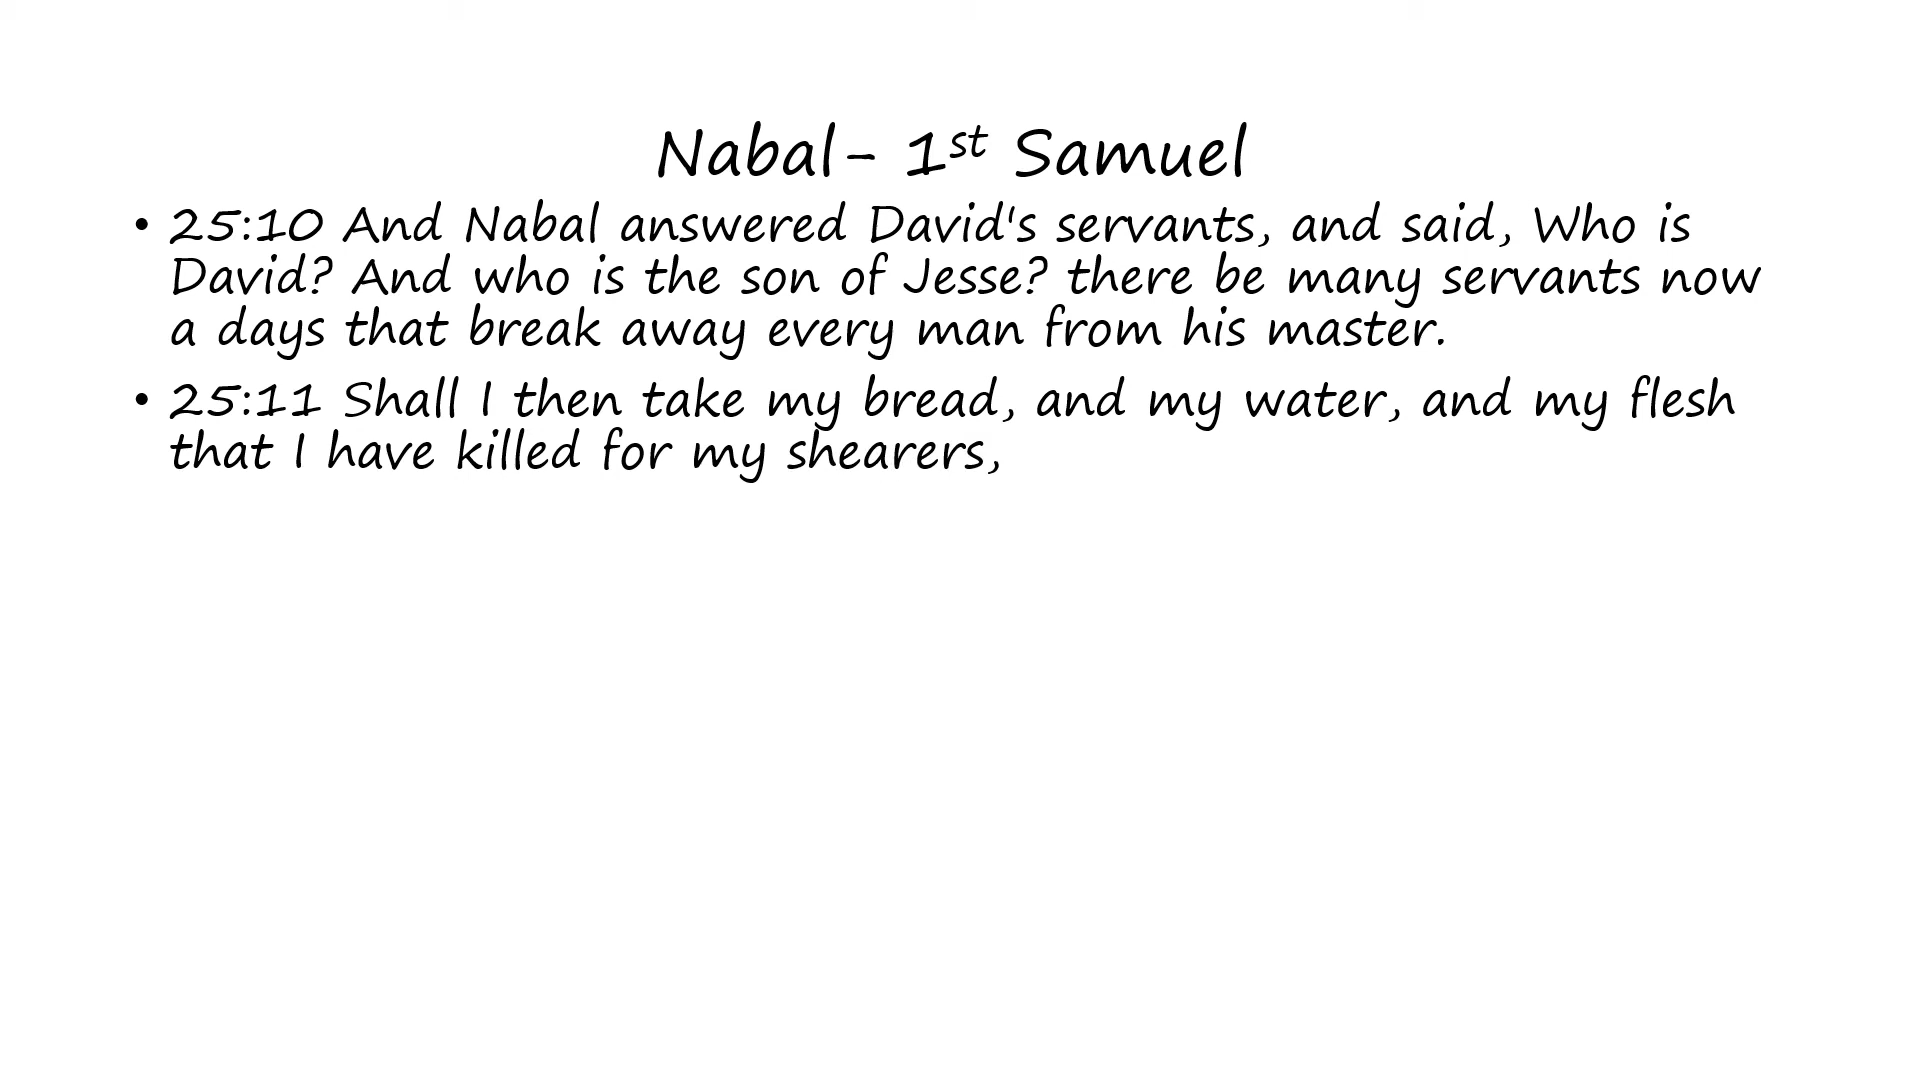 Nabal- 1st Samuel
• 25:10 And Nabal answered David's servants, and said, Who is
David? And who is the son of Jesse? there be many servants now
a days that break away every man from his master.
• 25:11 Shall I then take my bread, and my water, and my flesh
that I have killed for my shearers,